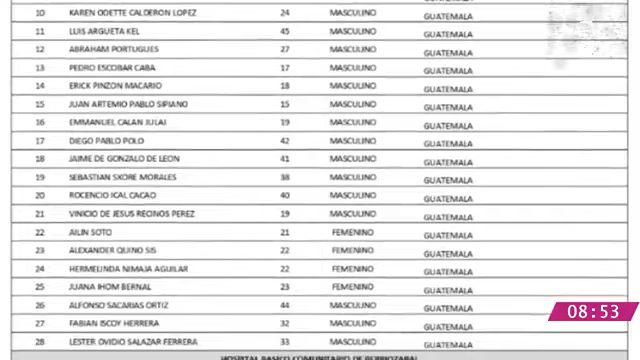 10 KAREN ODETTE CALDERON LOPEZ 24 MASCULINO GUATEMALA
11 LUIS ARGUETA KEL 45 MASCULINO GUATEMALA
12 ABRAHAM PORTUGUES 27 MASCULINO GUATEMALA
13 PEDRO ESCOBAR CABA 17 MASCULINO GUATEMALA
14 ERICK PINZON MACARIO 18 MASCULINO GUATEMALA
15 JUAN ARTEMIO PABLO SIPIANO 15 MASCULINO GUATEMALA
16 EMMANUEL CALAN JULAI 19 MASCULINO GUATEMALA
17 DIEGO PABLO POLO 42 MASCULINO GUATEMALA
18 JAIME DE GONZALO DE LEON 41 MASCULINO GUATEMALA
19 SEBASTIAN SXORE MORALES 38 MASCULINO GUATEMALA
20 ROCENCIO ICAL CACAO 40 MASCULINO GUATEMALA
21 VINICIO DE JESUS RECINOS PEREZ 19 MASCULINO GUATEMALA
22 AILIN SOTO 21 FEMENINO GUATEMALA
23 ALEXANDER QUINO SIS 22 FEMENINO GUATEMALA
24 HERMELINDA NIMAJA AGUILAR 22 FEMENINO GUATEMALA
25 JUANA IHOM BERNAL 23 FEMENINO GUATEMALA
26 ALFONSO SACARIAS ORTIZ 44 MASCULINO GUATEMALA
27 FABIAN ISCOY HERRERA 32 MASCULINO GUATEMALA
08:53
28 LESTER OVIDIO SALAZAR FERRERA 33 MASCULINO GUATEMALA
HOSPITAL BASICO COMUNITARIO DE BERRIOZABAL